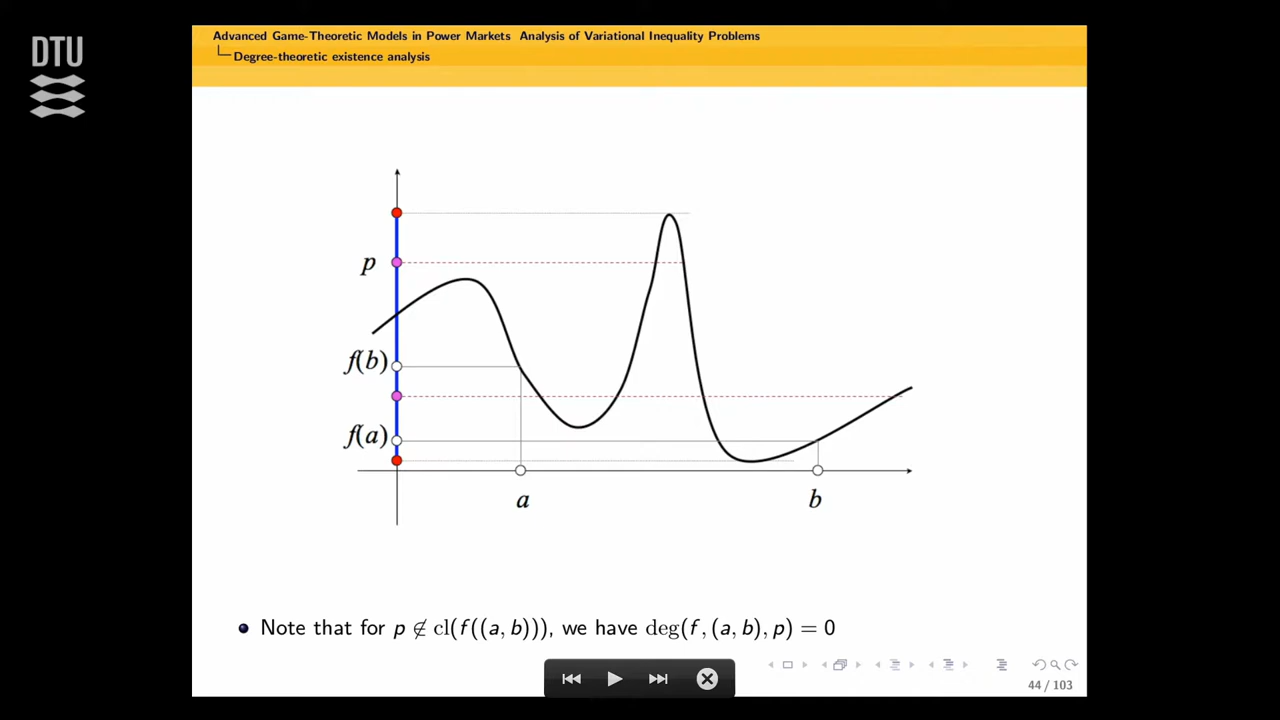 DTU
Advanced Game-Theoretic Models in Power Markets Analysis of Variational Inequality Problems
Degree-theoretic existence analysis
p
f(b)
f(a)
a
b
Note that for p ∉ cl(f((a, b))), we have deg(f, (a, b), p) = 0
44 / 103